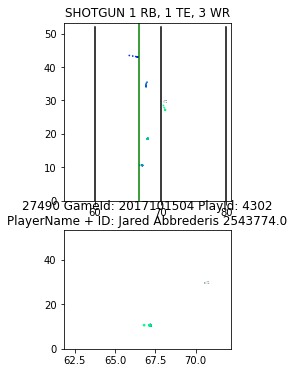 SHOTGUN 1 RB, 1 TE, 3 WR
50
40
30
20
10
0
60 70 80
27490 GameId: 2017101504 PlayId: 4302
PlayerName + ID: Jared Abbrederis 2543774.0
40
20
0
62.5 65.0 67.5 70.0